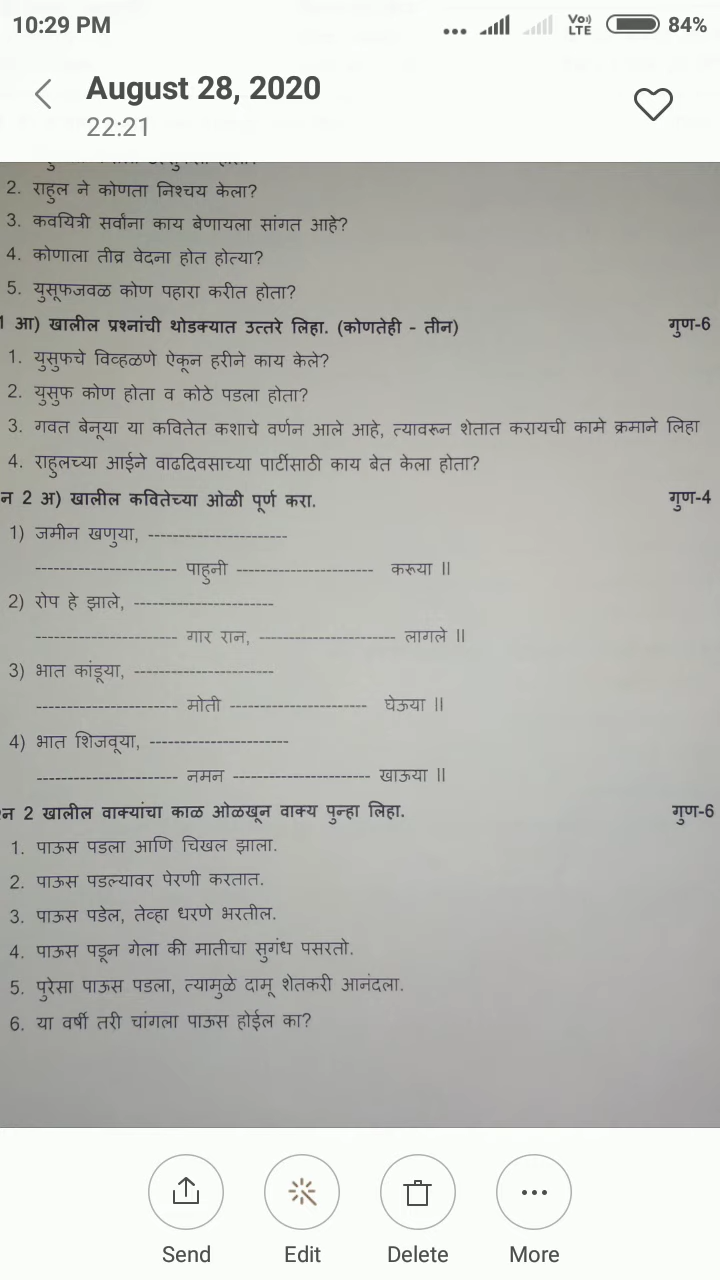 10:29 PM ... Vo)) LTE 84%
August 28, 2020
22:21
2. राहुल ने कोणता निश्चय केला?
3. कवयित्री सर्वांना काय बेणायला सांगत आहे?
4. कोणाला तीव्र वेदना होत होत्या?
5. युसूफजवळ कोण पहारा करीत होता?
1 आ) खालील प्रश्नांची थोडक्यात उत्तरे लिहा. (कोणतेही - तीन) गुण-6
1. युसुफचे विव्हळणे ऐकून हरीने काय केले?
2. युसुफ कोण होता व कोठे पडला होता?
3. गवत बेनूया या कवितेत कशाचे वर्णन आले आहे, त्यावरून शेतात करायची कामे क्रमाने लिहा
4. राहुलच्या आईने वाढदिवसाच्या पार्टीसाठी काय बेत केला होता?
न 2 अ) खालील कवितेच्या ओळी पूर्ण करा. गुण-4
1) जमीन खणुया, -----------------------
----------------------- पाहुनी ----------------------- करूया ||
2) रोप हे झाले, -----------------------
----------------------- गार रान, ----------------------- लागले ||
3) भात कांडूया, -----------------------
----------------------- मोती ----------------------- घेऊया ||
4) भात शिजवूया, -----------------------
----------------------- नमन ----------------------- खाऊया ||
न 2 खालील वाक्यांचा काळ ओळखून वाक्य पुन्हा लिहा. गुण-6
1. पाऊस पडला आणि चिखल झाला.
2. पाऊस पडल्यावर पेरणी करतात.
3. पाऊस पडेल, तेव्हा धरणे भरतील.
4. पाऊस पडून गेला की मातीचा सुगंध पसरतो.
5. पुरेसा पाऊस पडला, त्यामुळे दामू शेतकरी आनंदला.
6. या वर्षी तरी चांगला पाऊस होईल का?
Send Edit Delete More